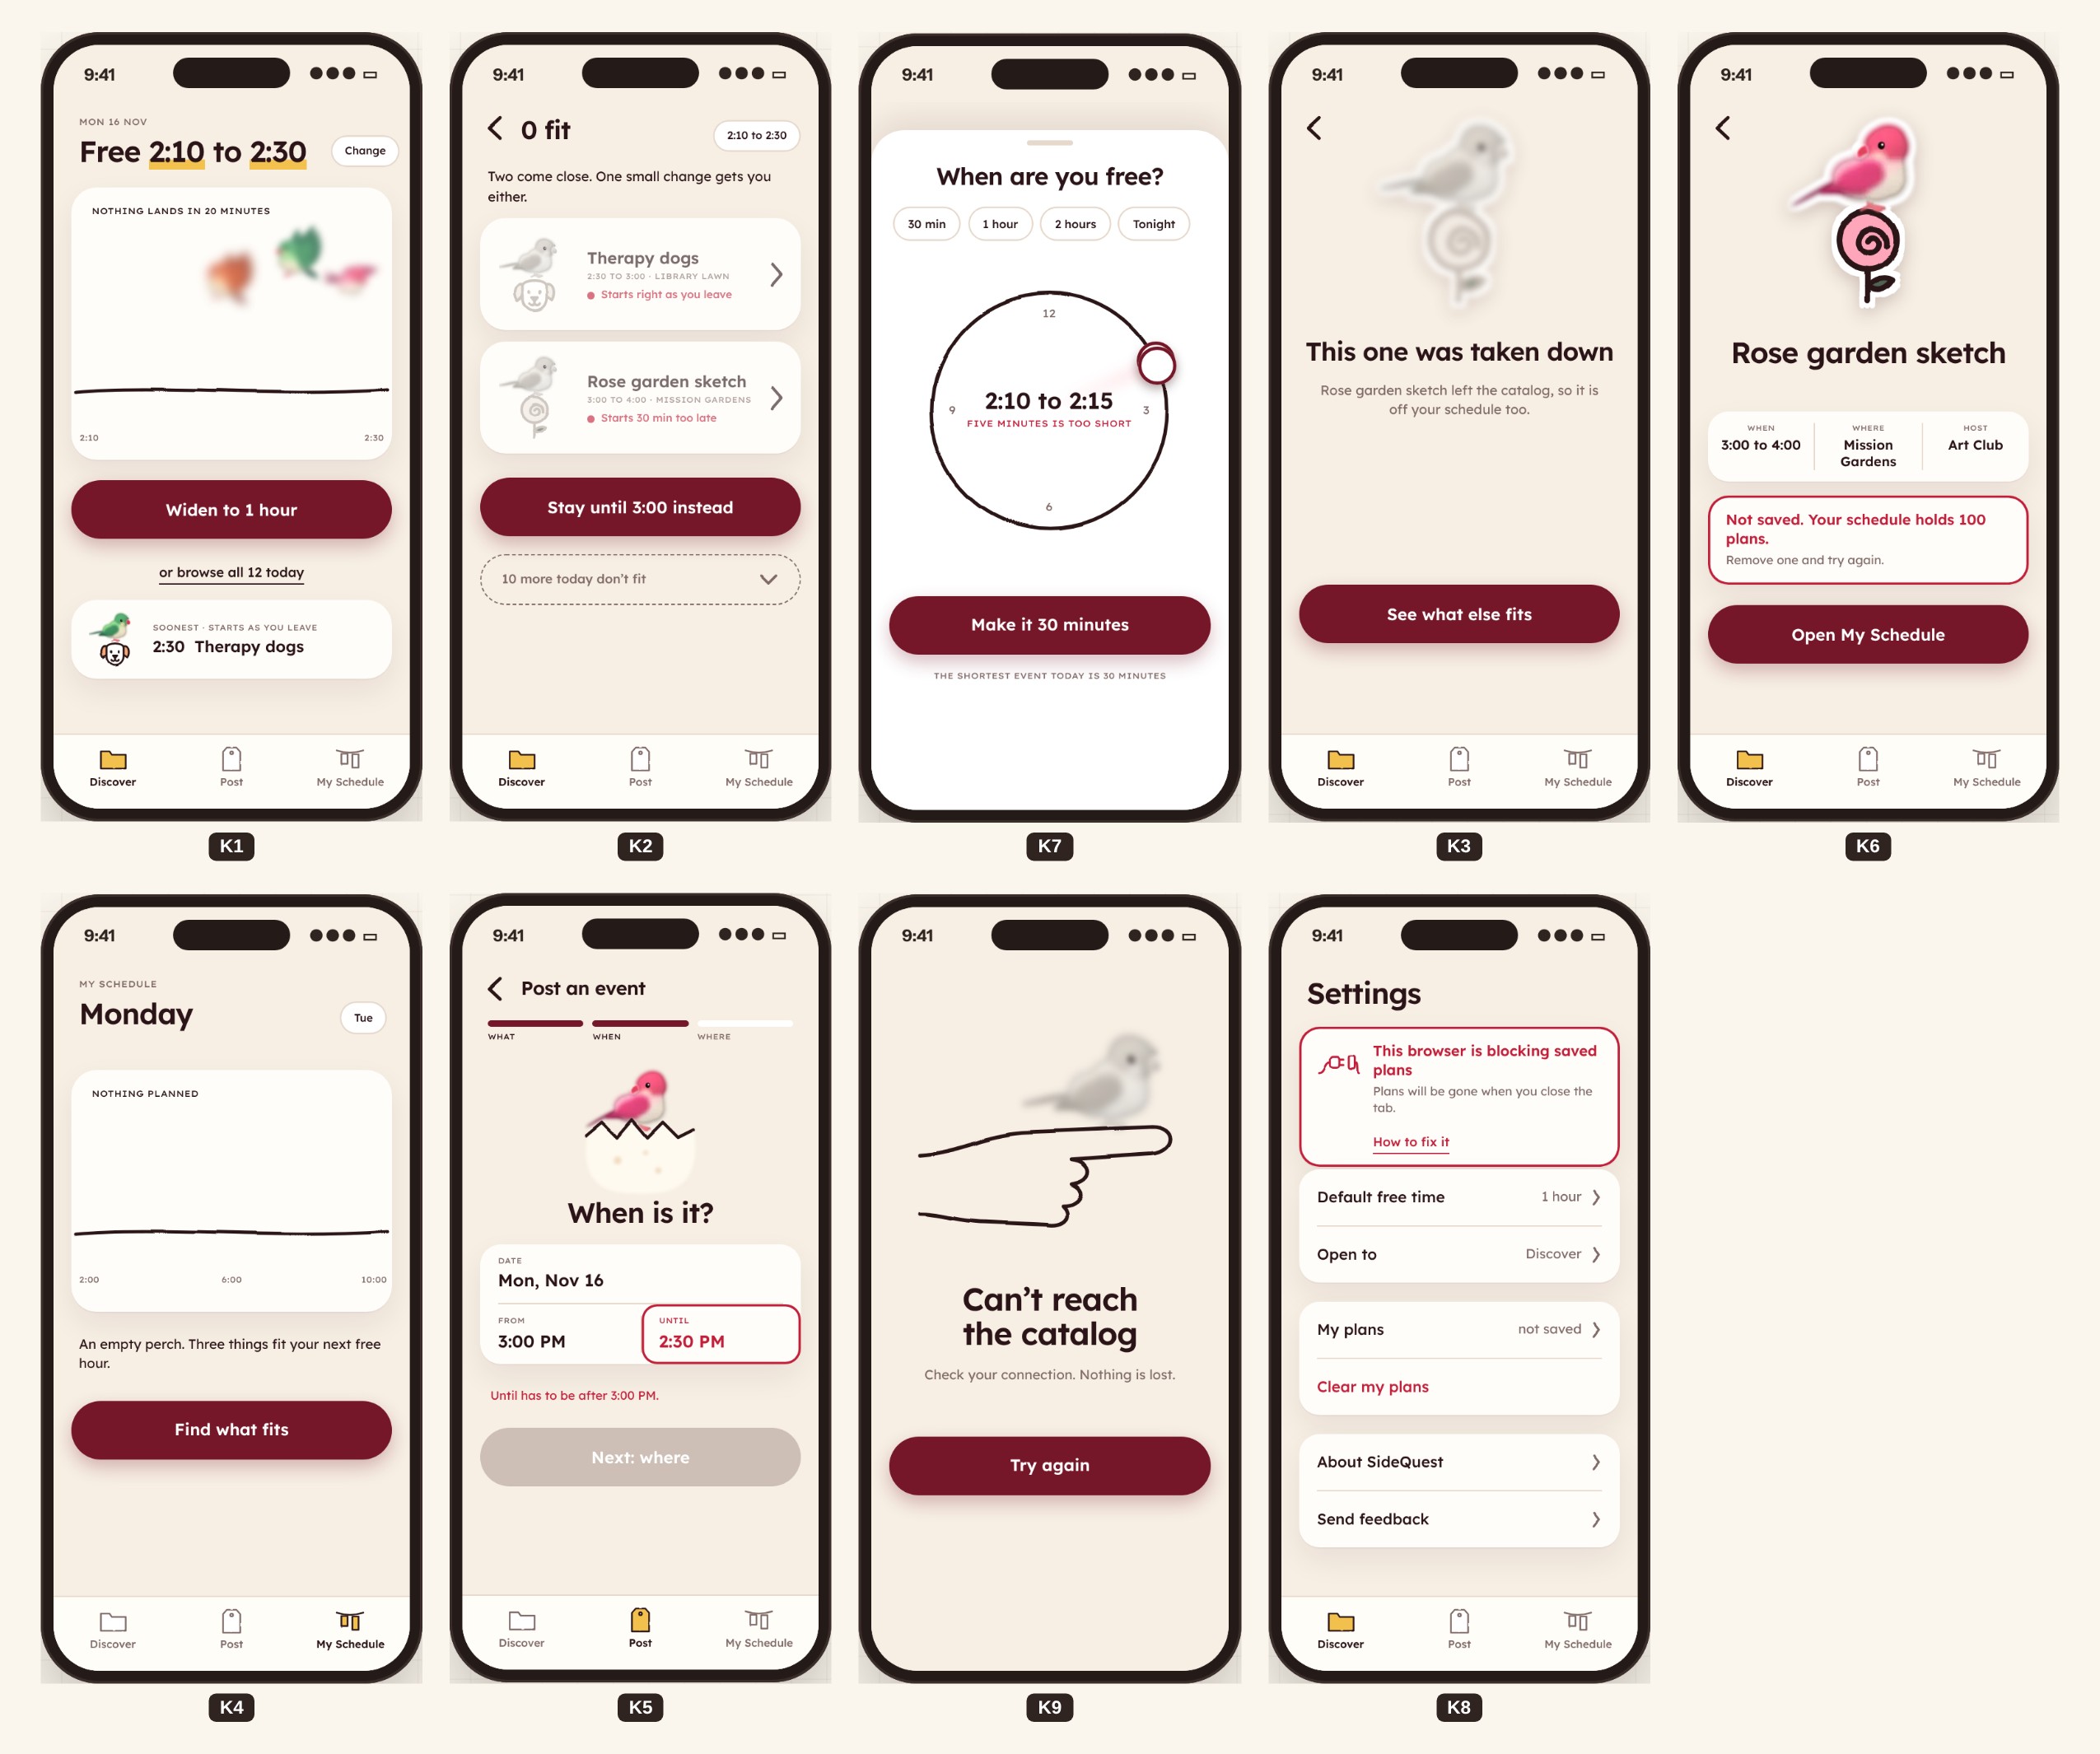 9:41
MON 16 NOV
Free 2:10 to 2:30
Change
NOTHING LANDS IN 20 MINUTES
2:10
2:30
Widen to 1 hour
or browse all 12 today
SOONEST · STARTS AS YOU LEAVE
2:30 Therapy dogs
Discover
Post
My Schedule
K1
9:41
0 fit
2:10 to 2:30
Two come close. One small change gets you
either.
Therapy dogs
2:30 TO 3:00 · LIBRARY LAWN
Starts right as you leave
Rose garden sketch
3:00 TO 4:00 · MISSION GARDENS
Starts 30 min too late
Stay until 3:00 instead
10 more today don’t fit
Discover
Post
My Schedule
K2
9:41
When are you free?
30 min
1 hour
2 hours
Tonight
12
9
2:10 to 2:15
3
FIVE MINUTES IS TOO SHORT
6
Make it 30 minutes
THE SHORTEST EVENT TODAY IS 30 MINUTES
K7
9:41
This one was taken down
Rose garden sketch left the catalog, so it is
off your schedule too.
See what else fits
Discover
Post
My Schedule
K3
9:41
Rose garden sketch
WHEN
3:00 to 4:00
WHERE
Mission
Gardens
HOST
Art Club
Not saved. Your schedule holds 100
plans.
Remove one and try again.
Open My Schedule
Discover
Post
My Schedule
K6
9:41
MY SCHEDULE
Monday
Tue
NOTHING PLANNED
2:00
6:00
10:00
An empty perch. Three things fit your next free
hour.
Find what fits
Discover
Post
My Schedule
K4
9:41
Post an event
WHAT
WHEN
WHERE
When is it?
DATE
Mon, Nov 16
FROM
3:00 PM
UNTIL
2:30 PM
Until has to be after 3:00 PM.
Next: where
Discover
Post
My Schedule
K5
9:41
Can’t reach
the catalog
Check your connection. Nothing is lost.
Try again
K9
9:41
Settings
This browser is blocking saved
plans
Plans will be gone when you close the
tab.
How to fix it
Default free time
1 hour
Open to
Discover
My plans
not saved
Clear my plans
About SideQuest
Send feedback
Discover
Post
My Schedule
K8